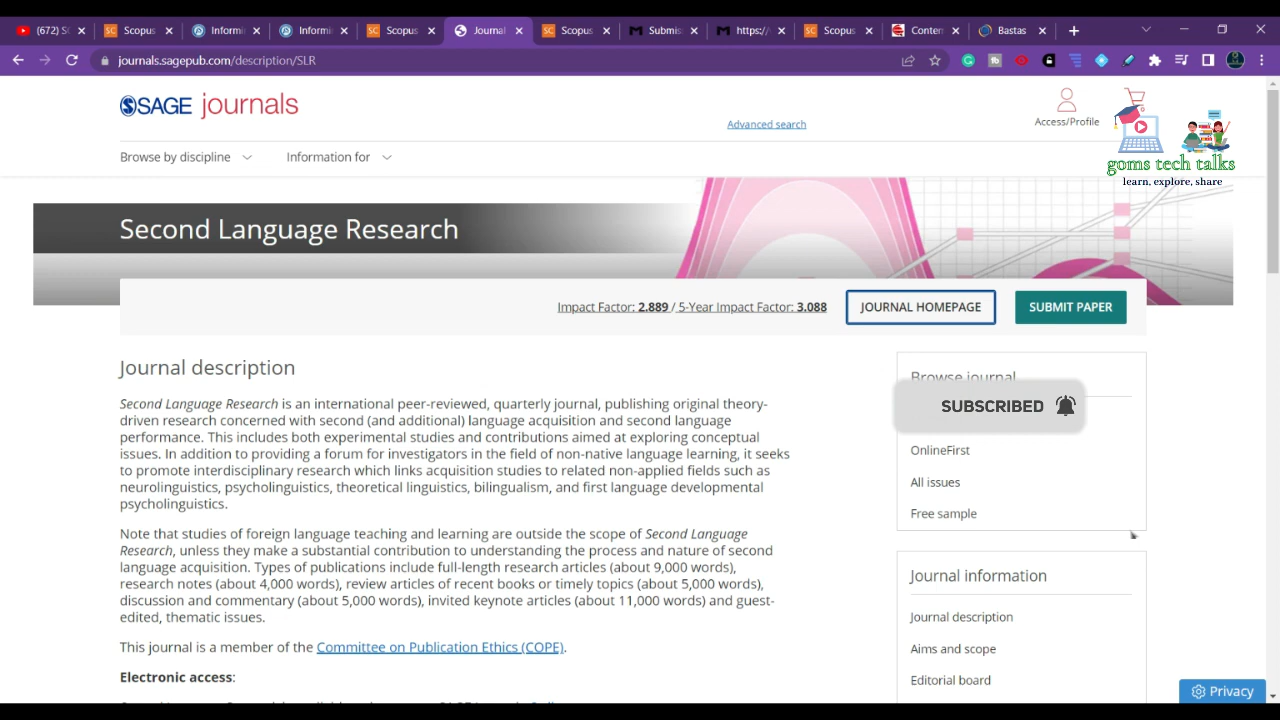 (672) S
Scopus
Informi
Informi
Scopus
Journal
Scopus
Submis
https:/
Scopus
Conten
Bastas
journals.sagepub.com/description/SLR
SAGE journals
Advanced search
Access/Profile
goms tech talks
learn, explore, share
Browse by discipline
Information for
Second Language Research
Impact Factor: 2.889 / 5-Year Impact Factor: 3.088
JOURNAL HOMEPAGE
SUBMIT PAPER
Journal description
Second Language Research is an international peer-reviewed, quarterly journal, publishing original theory-
driven research concerned with second (and additional) language acquisition and second language
performance. This includes both experimental studies and contributions aimed at exploring conceptual
issues. In addition to providing a forum for investigators in the field of non-native language learning, it seeks
to promote interdisciplinary research which links acquisition studies to related non-applied fields such as
neurolinguistics, psycholinguistics, theoretical linguistics, bilingualism, and first language developmental
psycholinguistics.
Note that studies of foreign language teaching and learning are outside the scope of Second Language
Research, unless they make a substantial contribution to understanding the process and nature of second
language acquisition. Types of publications include full-length research articles (about 9,000 words),
research notes (about 4,000 words), review articles of recent books or timely topics (about 5,000 words),
discussion and commentary (about 5,000 words), invited keynote articles (about 11,000 words) and guest-
edited, thematic issues.
This journal is a member of the Committee on Publication Ethics (COPE).
Electronic access:
Browse journal
SUBSCRIBED
OnlineFirst
All issues
Free sample
Journal information
Journal description
Aims and scope
Editorial board
Privacy